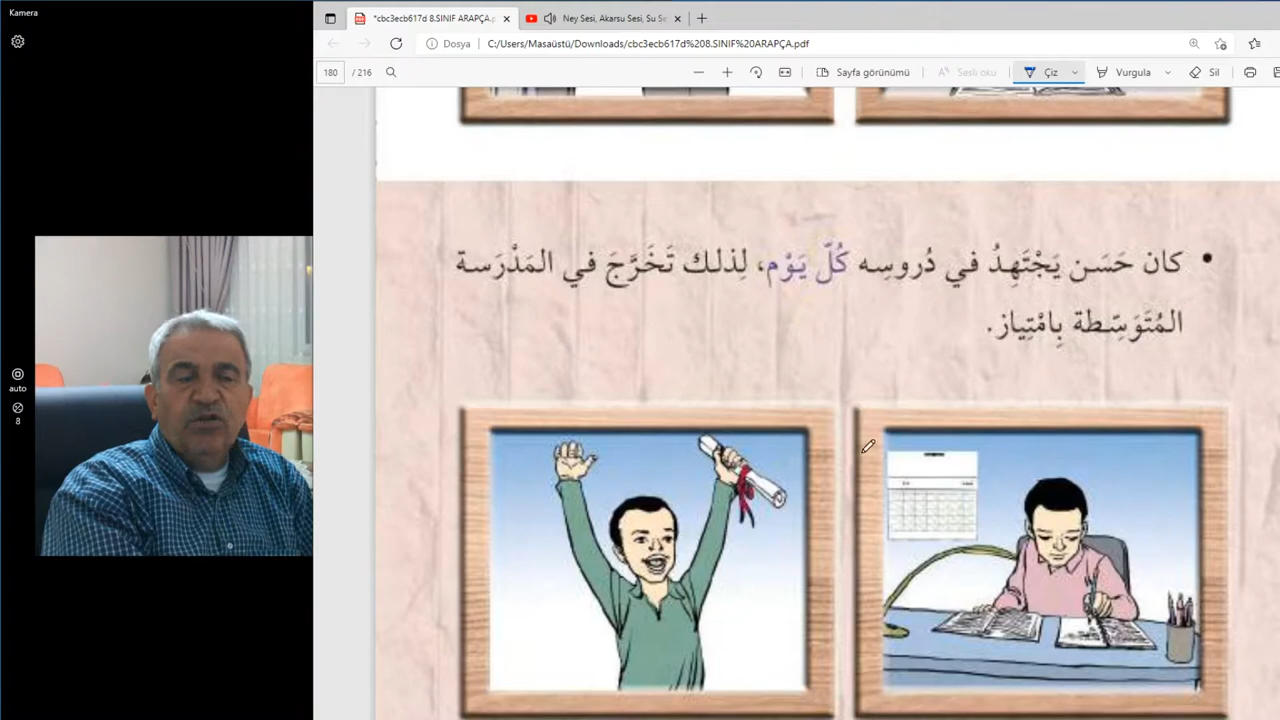 Kamera
auto
8
*cbc3ecb617d 8.SINIF ARAPÇA.p
Ney Sesi, Akarsu Sesi, Su Se
Dosya
C:/Users/Masaüstü/Downloads/cbc3ecb617d%208.SINIF%20ARAPÇA.pdf
180 / 216
Sayfa görünümü
Sesli oku
Çiz
Vurgula
Sil
• كان حَسَن يَجْتَهِدُ في دُروسِه كُلّ يَوْم، لِذلك تَخَرَّجَ في المَدْرَسة
المُتَوَسِّطة بِامْتِياز.